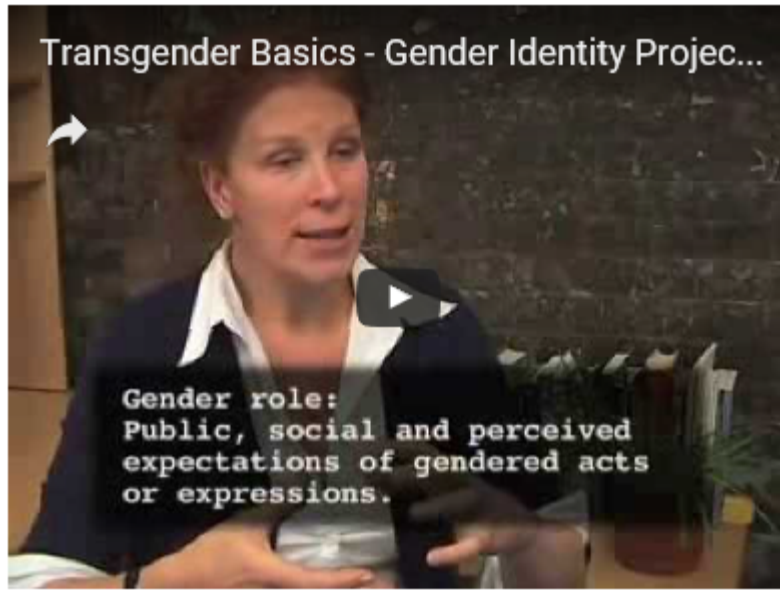 Transgender Basics - Gender Identity Projec...
Gender role:
Public, social and perceived
expectations of gendered acts
or expressions.